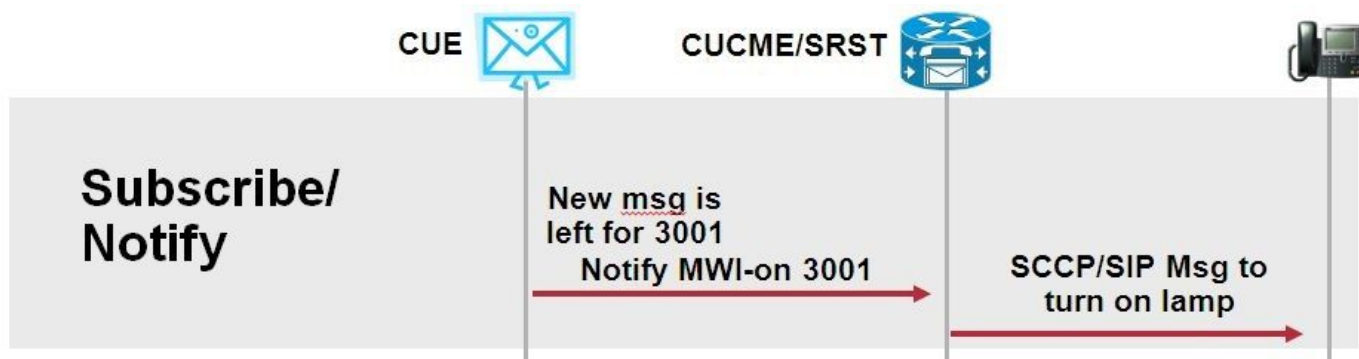 CUE
CUCME/SRST
Subscribe/
Notify
New msg is
left for 3001
Notify MWI-on 3001
SCCP/SIP Msg to
turn on lamp